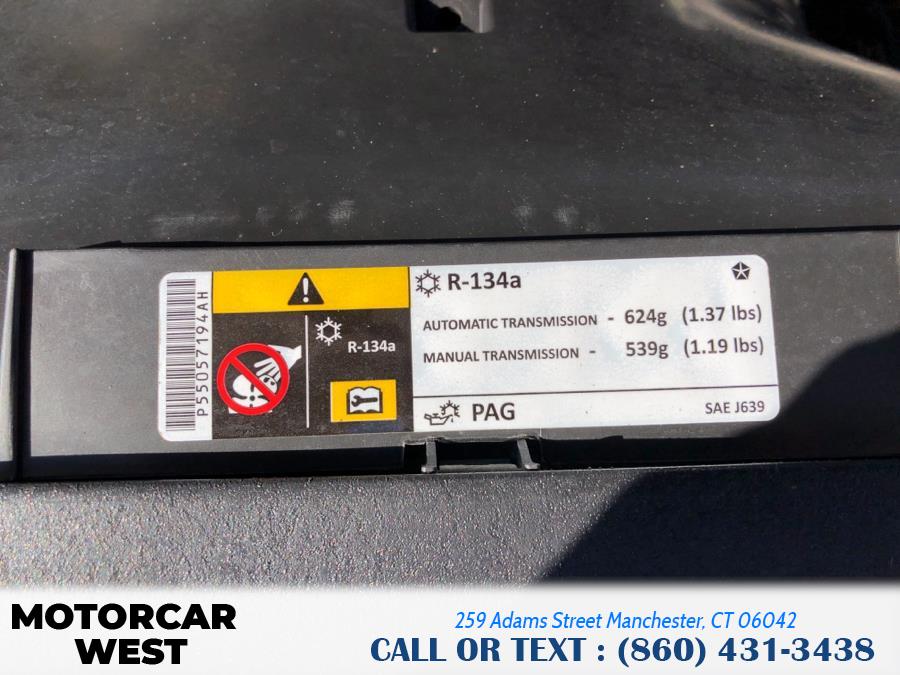 P55057194AH
R-134a
R-134a
AUTOMATIC TRANSMISSION - 624g (1.37 lbs)
MANUAL TRANSMISSION - 539g (1.19 lbs)
PAG
SAE J639
MOTORCAR
WEST
259 Adams Street Manchester, CT 06042
CALL OR TEXT : (860) 431-3438